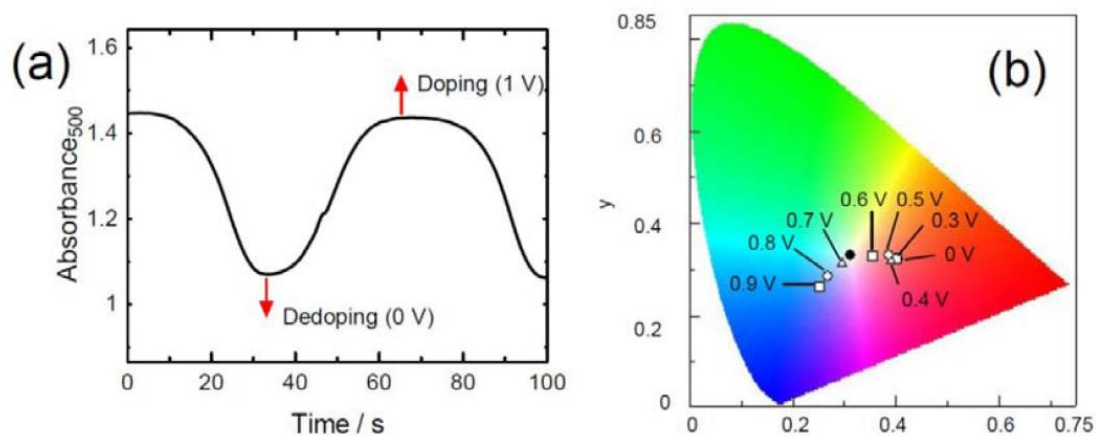 (a)
1.6
1.4
1.2
1
Absorbance500
Doping (1 V)
Dedoping (0 V)
0
20
40
60
80
100
Time / s
(b)
0.85
0.6
0.4
0.2
0
y
0.6 V
0.5 V
0.7 V
0.3 V
0.8 V
0 V
0.9 V
0.4 V
0
0.2
0.4
0.6
0.75